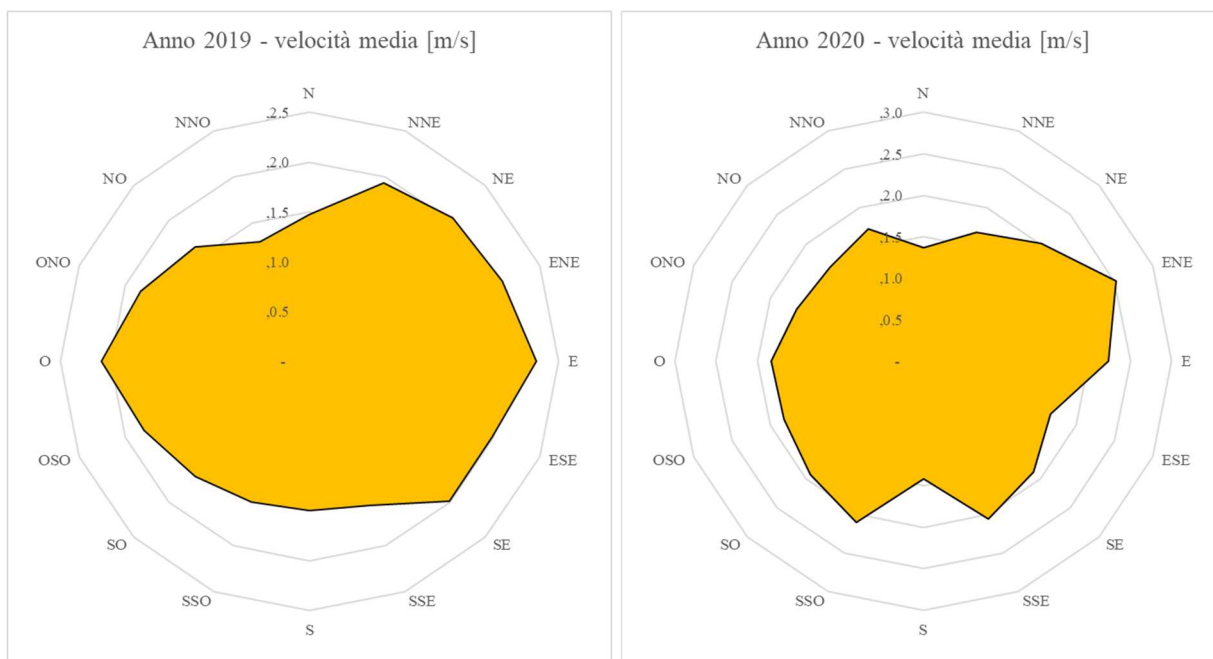 Anno 2019 - velocità media [m/s]
N
NNE
NE
ENE
E
ESE
SE
SSE
S
SSO
SO
OSO
O
ONO
NO
NNO
,2.5
,2.0
,1.5
,1.0
,0.5
-
Anno 2020 - velocità media [m/s]
N
NNE
NE
ENE
E
ESE
SE
SSE
S
SSO
SO
OSO
O
ONO
NO
NNO
,3.0
,2.5
,2.0
,1.5
,1.0
,0.5
-